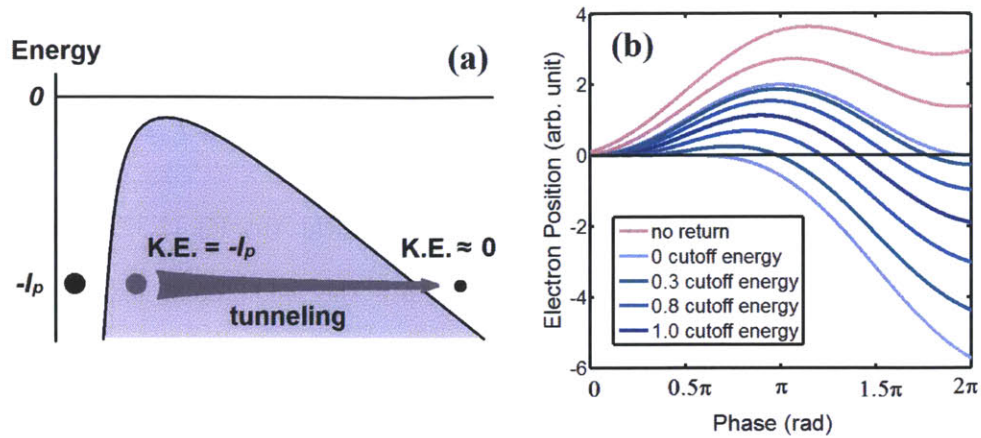 Energy
(a)
0
K.E. = -Ip
K.E. ≈ 0
-Ip
tunneling
(b)
Electron Position (arb. unit)
4
2
0
-2
-4
-6
no return
0 cutoff energy
0.3 cutoff energy
0.8 cutoff energy
1.0 cutoff energy
0
0.5π
π
1.5π
2π
Phase (rad)